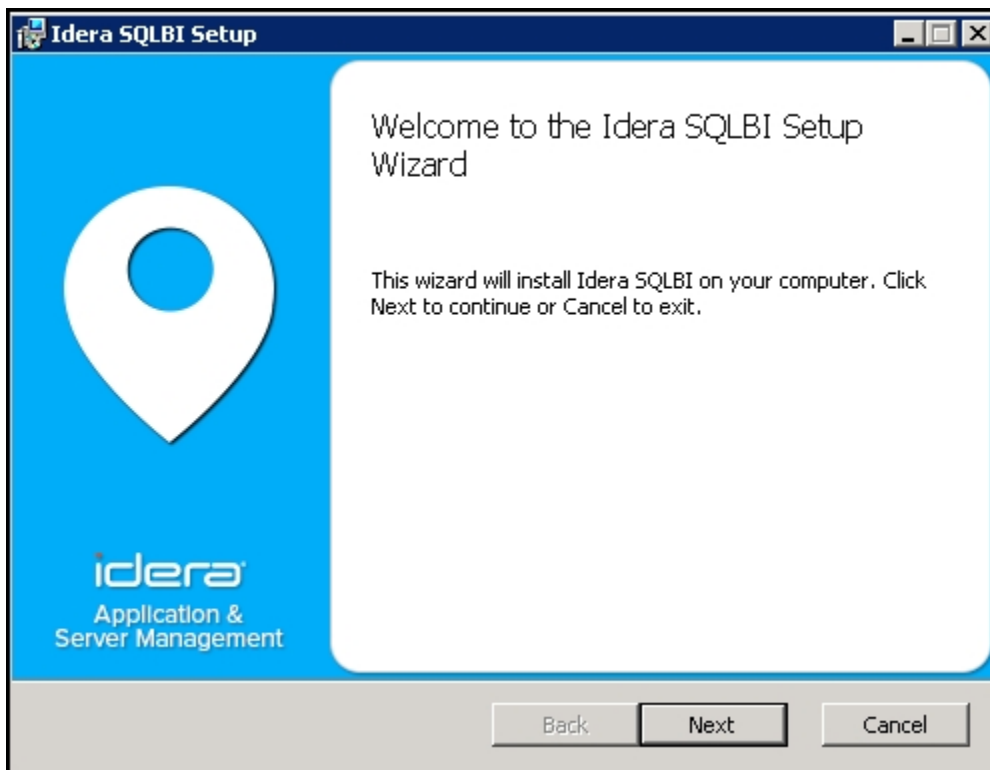 Idera SQLBI Setup
Welcome to the Idera SQLBI Setup
Wizard
This wizard will install Idera SQLBI on your computer. Click
Next to continue or Cancel to exit.
idera
Application &
Server Management
Back
Next
Cancel